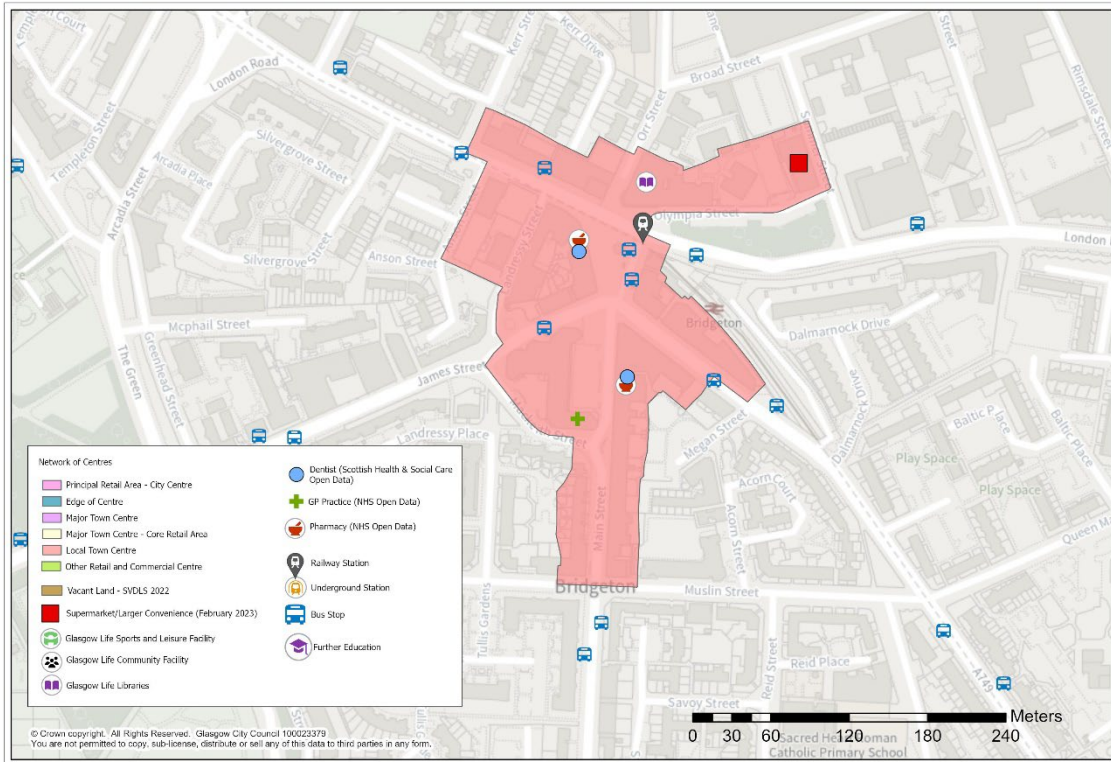 Templeton Court
Templeton Street
London Road
Kerr Street
Kerr Drive
Broad Street
Orr Street
Rimsdale Street
Templeton Street
Silvergrove Street
Arcadia Place
Arcadia Street
Silvergrove Street
Anson Street
Landressy Street
Olympia Street
London
Mcphail Street
Greenhead Street
The Green
James Street
Landressy Place
Bridgeton
Dalmarnock Drive
Dalmarnock
Megan Street
Baltic Place
Baltic Place
Play Space
Play Space
Acorn Court
Acorn Street
Queen M
Main Street
Bridgeton
Muslin Street
Tullis Gardens
Reid Place
Reid Street
Savoy Street
A749
Sacred Heart Roman
Catholic Primary School
Network of Centres
Principal Retail Area - City Centre
Edge of Centre
Major Town Centre
Major Town Centre - Core Retail Area
Local Town Centre
Other Retail and Commercial Centre
Vacant Land - SVDLS 2022
Supermarket/Larger Convenience (February 2023)
Glasgow Life Sports and Leisure Facility
Glasgow Life Community Facility
Glasgow Life Libraries
Dentist (Scottish Health & Social Care
Open Data)
GP Practice (NHS Open Data)
Pharmacy (NHS Open Data)
Railway Station
Underground Station
Bus Stop
Further Education
© Crown copyright. All Rights Reserved. Glasgow City Council 100023379
You are not permitted to copy, sub-license, distribute or sell any of this data to third parties in any form.
Meters
0 30 60 120 180 240